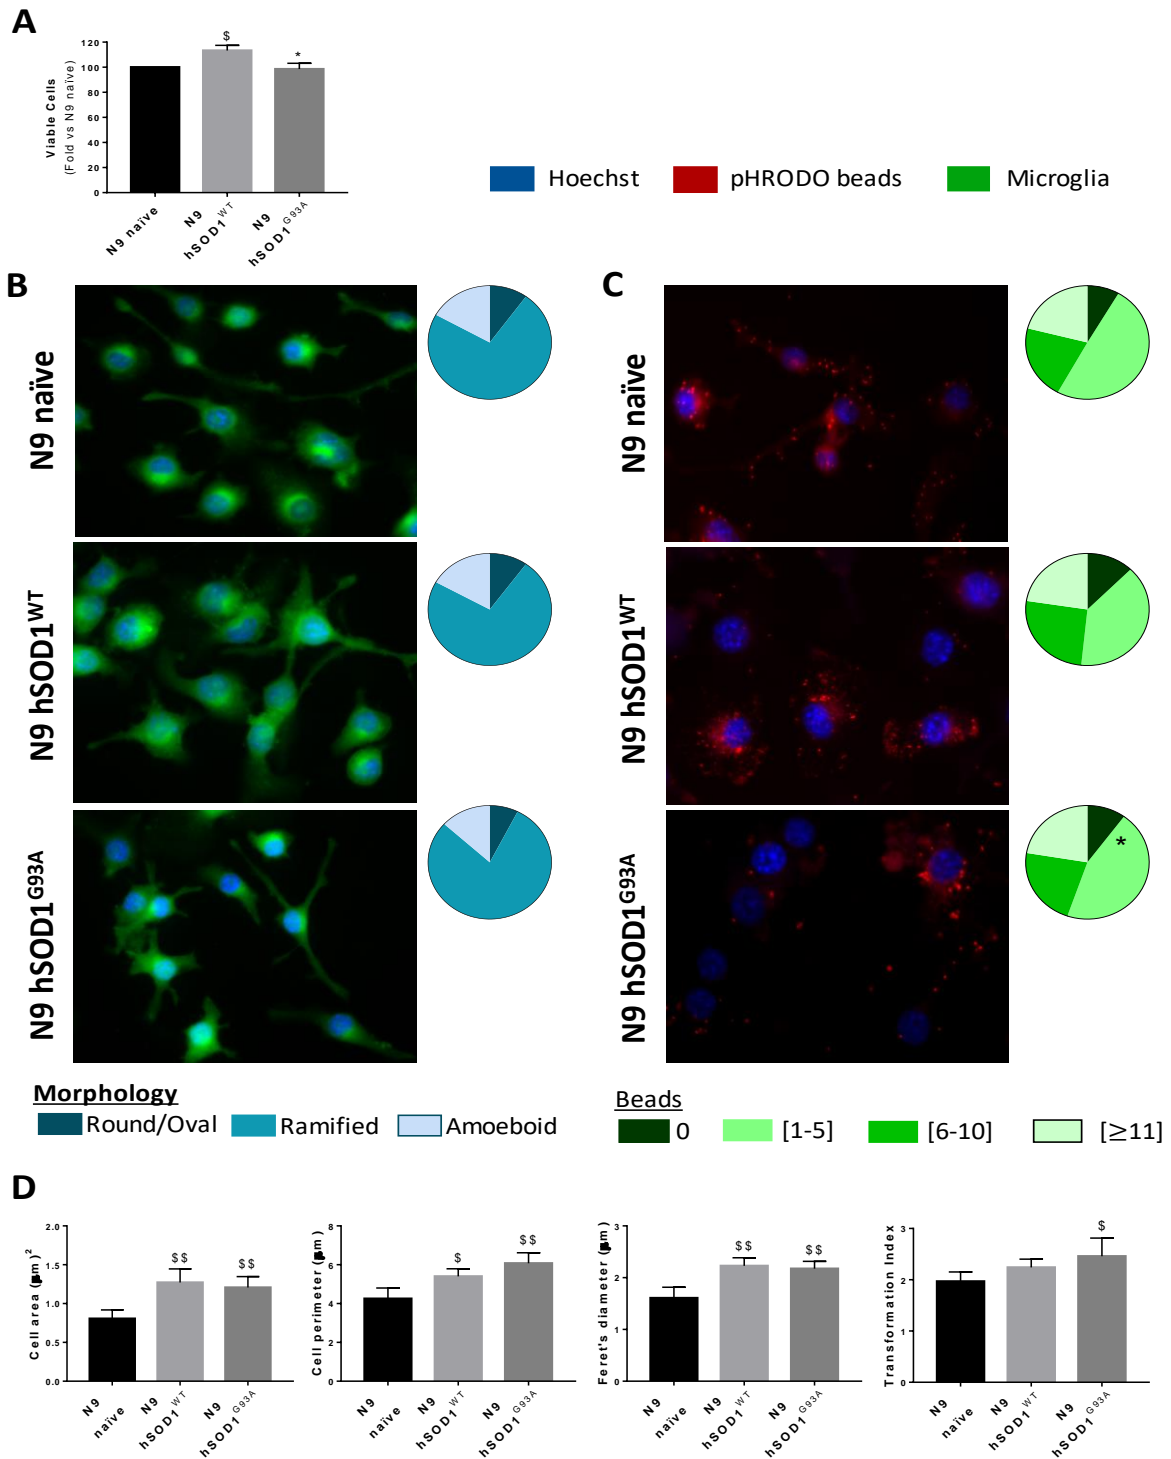 A
Viable Cells
(Fold vs N9 naïve)
120
100
80
60
40
20
0
$
*
N9 naïve
N9
hSOD1WT
N9
hSOD1G93A
Hoechst
pHRODO beads
Microglia
B
N9 naïve
N9 hSOD1WT
N9 hSOD1G93A
Morphology
Round/Oval
Ramified
Amoeboid
C
N9 naïve
N9 hSOD1WT
N9 hSOD1G93A
*
Beads
0
[1-5]
[6-10]
[≥11]
D
Cell area (μm)2
2.0
1.5
1.0
0.5
0.0
$$
$$
N9
naïve
N9
hSOD1WT
N9
hSOD1G93A
Cell perimeter (μm)
8
6
4
2
0
$
$$
N9
naïve
N9
hSOD1WT
N9
hSOD1G93A
Feret's diameter (μm)
3
2
1
0
$$
$$
N9
naïve
N9
hSOD1WT
N9
hSOD1G93A
Transformation Index
3
2
1
0
$
N9
naïve
N9
hSOD1WT
N9
hSOD1G93A